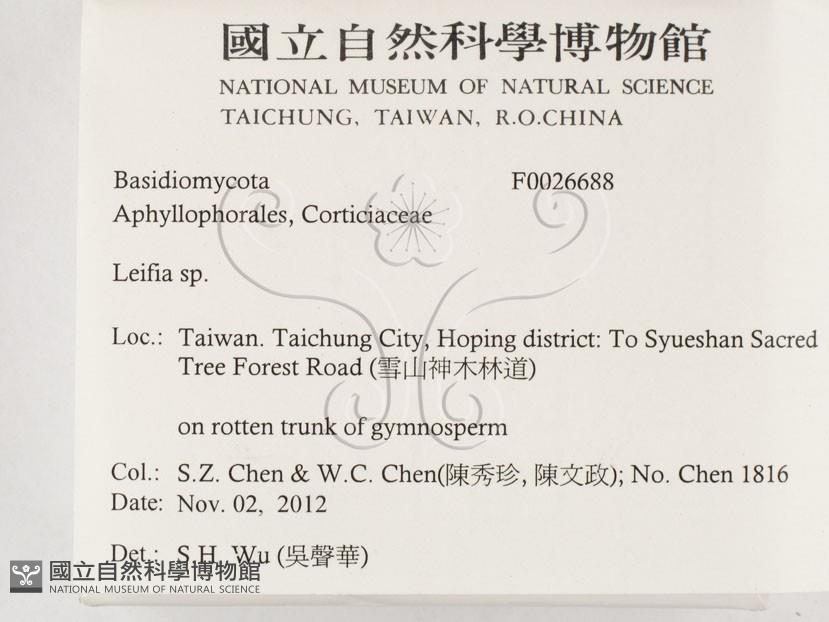 國立自然科學博物館
NATIONAL MUSEUM OF NATURAL SCIENCE
TAICHUNG, TAIWAN, R.O.CHINA
Basidiomycota F0026688
Aphyllophorales, Corticiaceae
Leifia sp.
Loc.: Taiwan. Taichung City, Hoping district: To Syueshan Sacred
Tree Forest Road (雪山神木林道)
on rotten trunk of gymnosperm
Col.: S.Z. Chen & W.C. Chen(陳秀珍, 陳文政); No. Chen 1816
Date: Nov. 02, 2012
Det.: S.H. Wu (吳聲華)
國立自然科學博物館
NATIONAL MUSEUM OF NATURAL SCIENCE